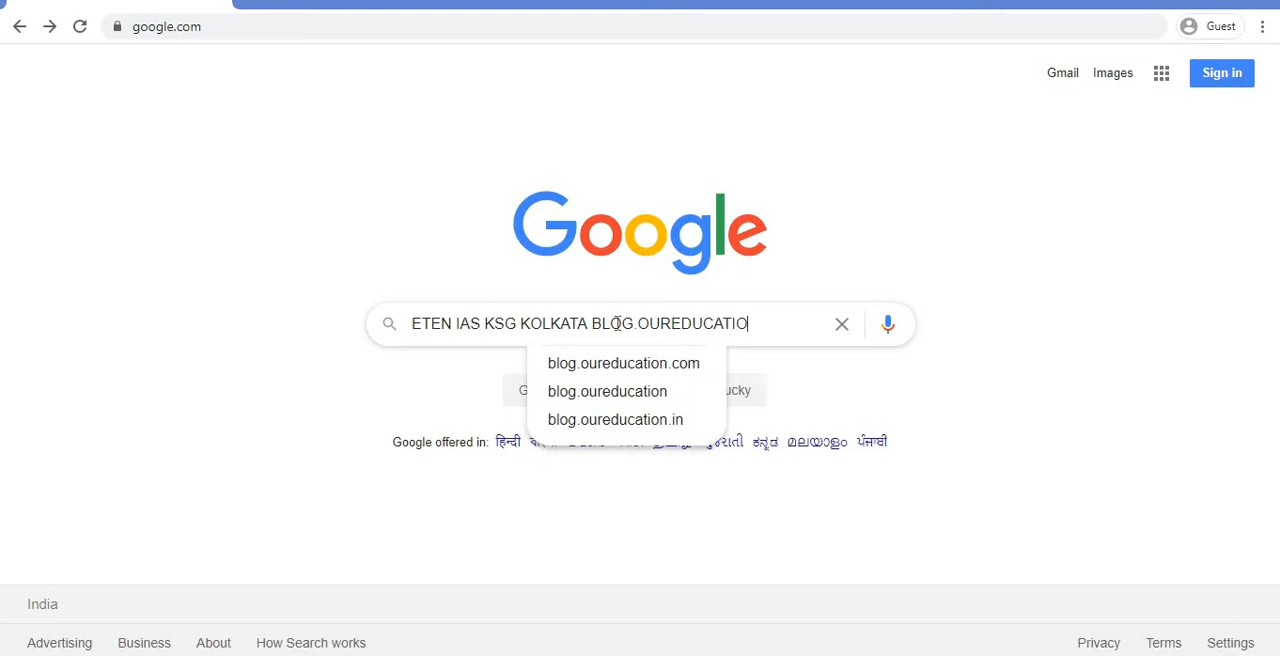 google.com
Guest
Gmail Images
Sign in
Google
ETEN IAS KSG KOLKATA BLOG.OUREDUCATIO
blog.oureducation.com
blog.oureducation
blog.oureducation.in
Google offered in: हिन्दी ಕನ್ನಡ മലയാളം ਪੰਜਾਬੀ
India
Advertising Business About How Search works
Privacy Terms Settings